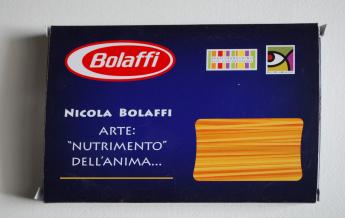 Bolaffi
NICOLA BOLAFFI
ARTE:
"NUTRIMENTO"
DELL'ANIMA...